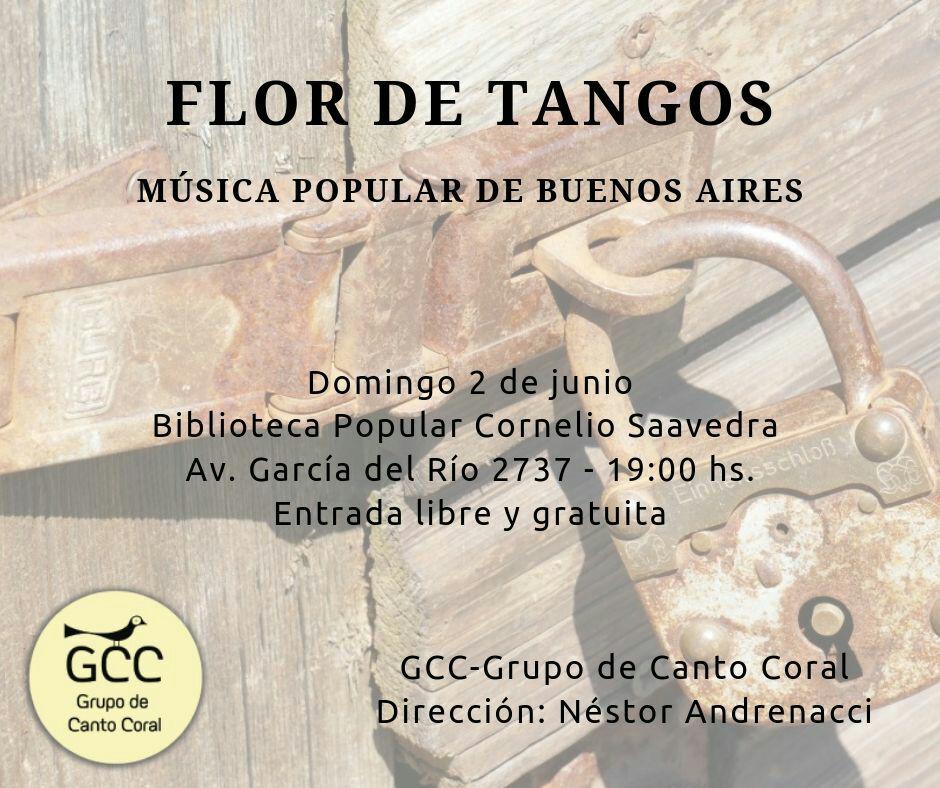 FLOR DE TANGOS
MÚSICA POPULAR DE BUENOS AIRES
Domingo 2 de junio
Biblioteca Popular Cornelio Saavedra
Av. García del Río 2737 - 19:00 hs.
Entrada libre y gratuita
GCC
Grupo de
Canto Coral
GCC-Grupo de Canto Coral
Dirección: Néstor Andrenacci